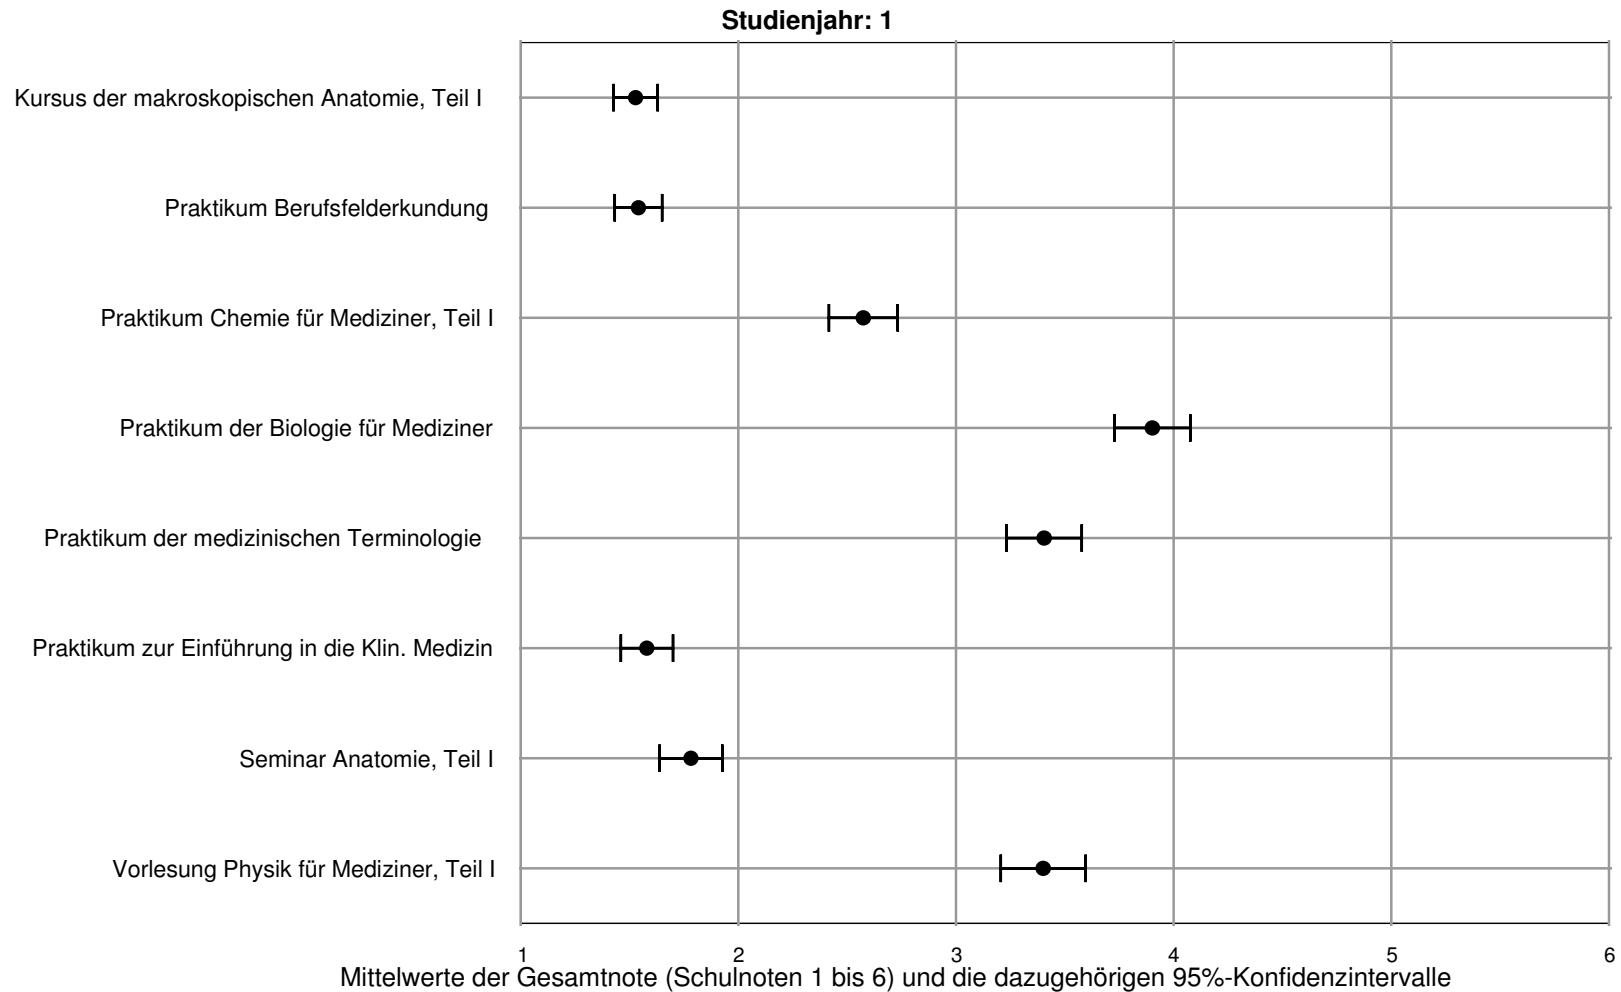 Studienjahr: 1
Kursus der makroskopischen Anatomie, Teil I
Praktikum Berufsfelderkundung
Praktikum Chemie für Mediziner, Teil I
Praktikum der Biologie für Mediziner
Praktikum der medizinischen Terminologie
Praktikum zur Einführung in die Klin. Medizin
Seminar Anatomie, Teil I
Vorlesung Physik für Mediziner, Teil I
1 2 3 4 5 6
Mittelwerte der Gesamtnote (Schulnoten 1 bis 6) und die dazugehörigen 95%-Konfidenzintervalle